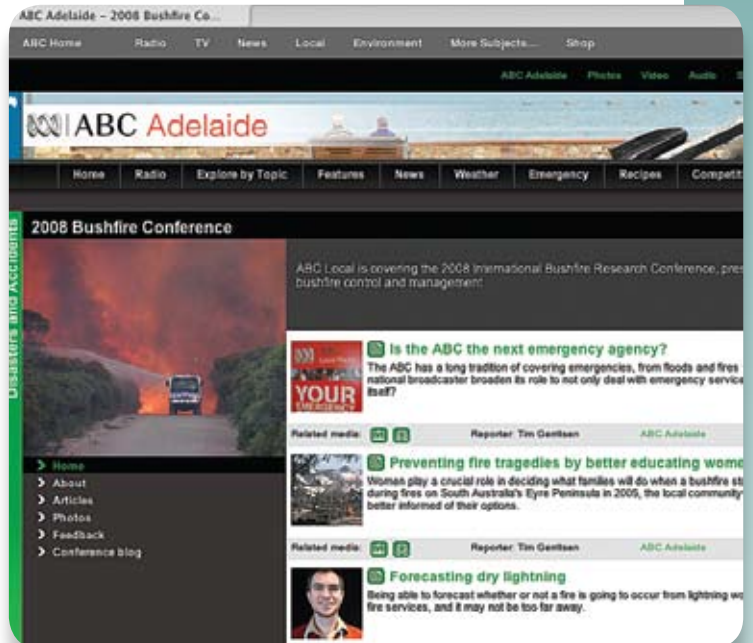 ABC Adelaide – 2008 Bushfire Co...
ABC Home Radio TV News Local Environment More Subjects... Shop
ABC Adelaide Photos Video Audio
ABC Adelaide
Home Radio Explore by Topic Features News Weather Emergency Recipes Competit
Disasters and Accidents
2008 Bushfire Conference
ABC Local is covering the 2008 International Bushfire Research Conference, pres
bushfire control and management
Is the ABC the next emergency agency?
The ABC has a long tradition of covering emergencies, from floods and fires
national broadcaster broaden its role to not only deal with emergency service
itself?
YOUR
EMERGENCY
Related media: Reporter: Tim Gerritsen ABC Adelaide
Preventing fire tragedies by better educating wome
Women play a crucial role in deciding what families will do when a bushfire st
during fires on South Australia's Eyre Peninsula in 2005, the local community
better informed of their options.
Related media: Reporter: Tim Gerritsen ABC Adelaide
Forecasting dry lightning
Being able to forecast whether or not a fire is going to occur from lightning wo
fire services, and it may not be too far away.
Home
About
Articles
Photos
Feedback
Conference blog